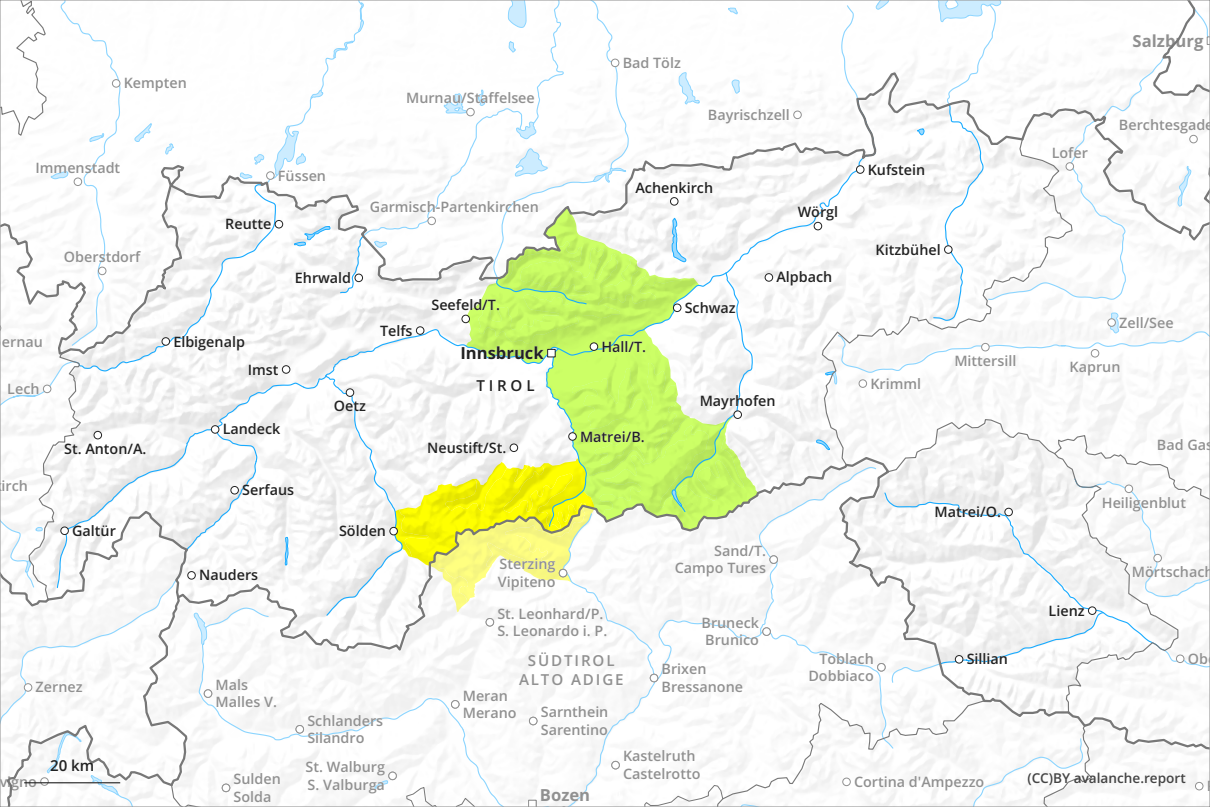 Salzburg
Bad Tölz
Kempten
Murnau/Staffelsee
Bayrischzell
Berchtesgade
Lofer
Immenstadt
Füssen
Kufstein
Achenkirch
Garmisch-Partenkirchen
Wörgl
Reutte
Kitzbühel
Oberstdorf
Ehrwald
Alpbach
Seefeld/T.
Schwaz
Zell/See
Telfs
Elbigenalp
ernau
Hall/T.
Innsbruck
Mittersill
Kaprun
Imst
TIROL
Krimml
Lech
Oetz
Mayrhofen
Landeck
Matrei/B.
St. Anton/A.
Neustift/St.
Bad Gas
irch
Serfaus
Heiligenblut
Matrei/O.
Galtür
Sölden
Sand/T.
Campo Tures
Sterzing
Vipiteno
Mörtschach
Nauders
St. Leonhard/P.
S. Leonardo i. P.
Lienz
Bruneck
Brunico
SÜDTIROL
ALTO ADIGE
Toblach
Dobbiaco
Sillian
Obe
Brixen
Bressanone
Zernez
Mals
Malles V.
Meran
Merano
Sarnthein
Sarentino
Schlanders
Silandro
Kastelruth
Castelrotto
20 km
St. Walburg
S. Valburga
vigno
Sulden
Solda
Cortina d'Ampezzo
(CC)BY avalanche.report
Bozen